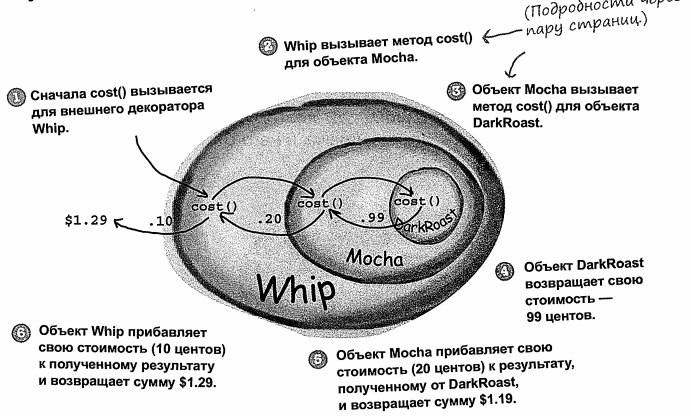 (Подробности через
пару страниц.)
2 Whip вызывает метод cost()
для объекта Mocha.
1 Сначала cost() вызывается
для внешнего декоратора
Whip.
3 Объект Mocha вызывает
метод cost() для объекта
DarkRoast.
$1.29 .10 cost() .20 cost() .99 cost()
DarkRoast
Mocha
Whip
4 Объект DarkRoast
возвращает свою
стоимость —
99 центов.
6 Объект Whip прибавляет
свою стоимость (10 центов)
к полученному результату
и возвращает сумму $1.29.
5 Объект Mocha прибавляет свою
стоимость (20 центов) к результату,
полученному от DarkRoast,
и возвращает сумму $1.19.